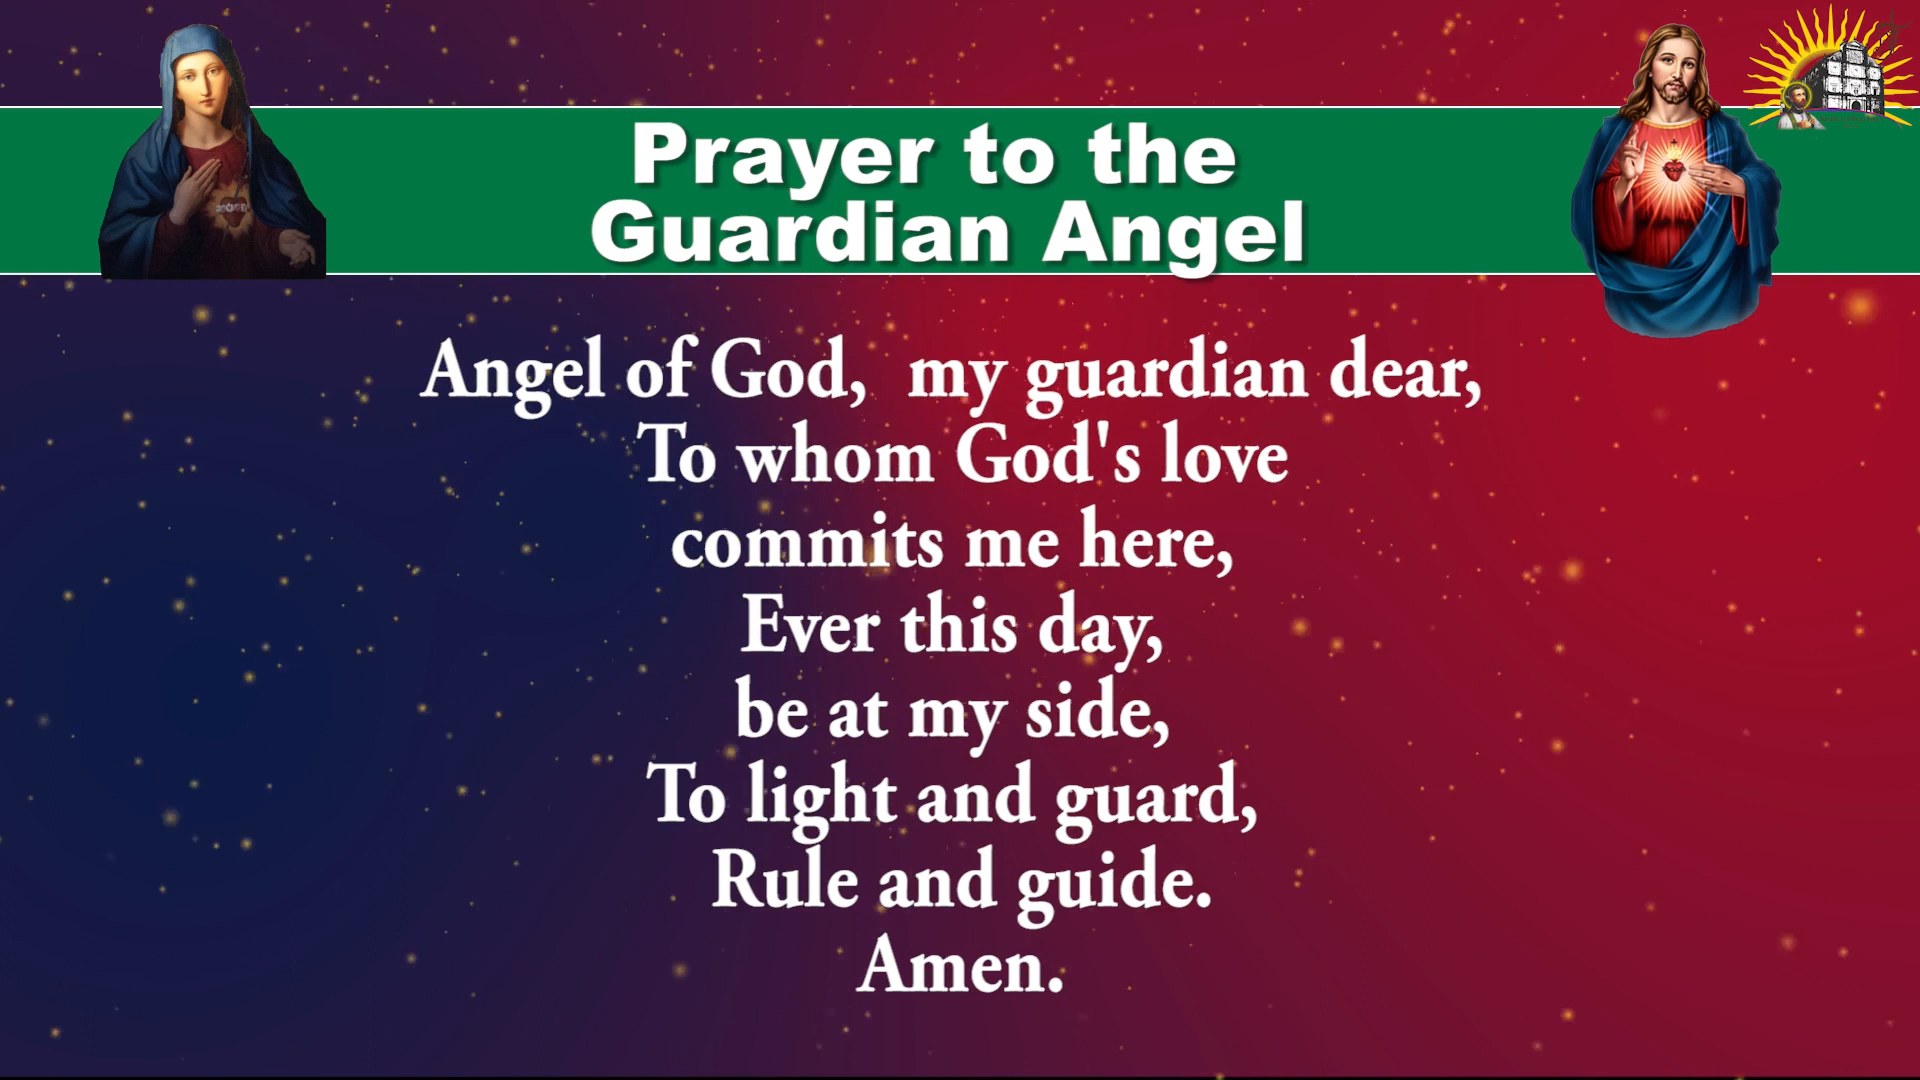 Prayer to the
Guardian Angel
Angel of God,  my guardian dear,
To whom God's love
commits me here,
Ever this day,
be at my side,
To light and guard,
Rule and guide.
Amen.